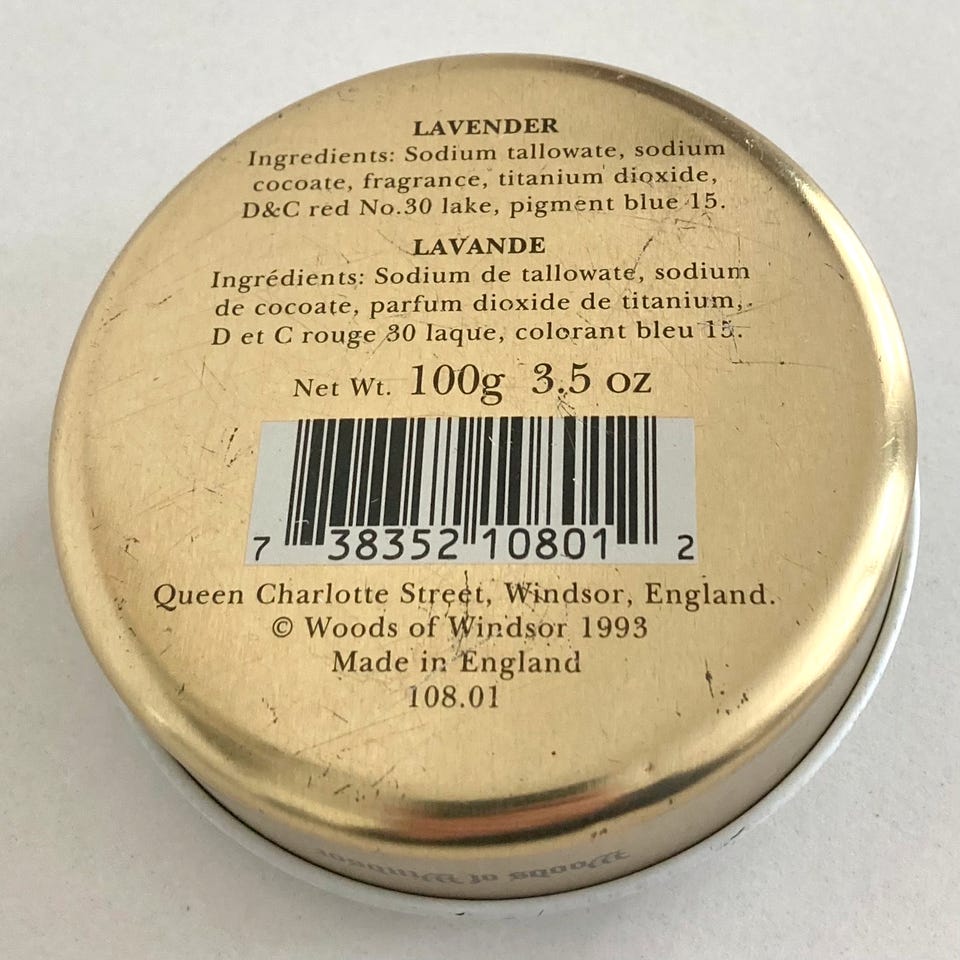 LAVENDER
Ingredients: Sodium tallowate, sodium
cocoate, fragrance, titanium dioxide,
D&C red No.30 lake, pigment blue 15.
LAVANDE
Ingrédients: Sodium de tallowate, sodium
de cocoate, parfum dioxide de titanium,
D et C rouge 30 laque, colorant bleu 15.
Net Wt. 100g 3.5 oz
7 38352 10801 2
Queen Charlotte Street, Windsor, England.
© Woods of Windsor 1993
Made in England
108.01
Woods of Windsor